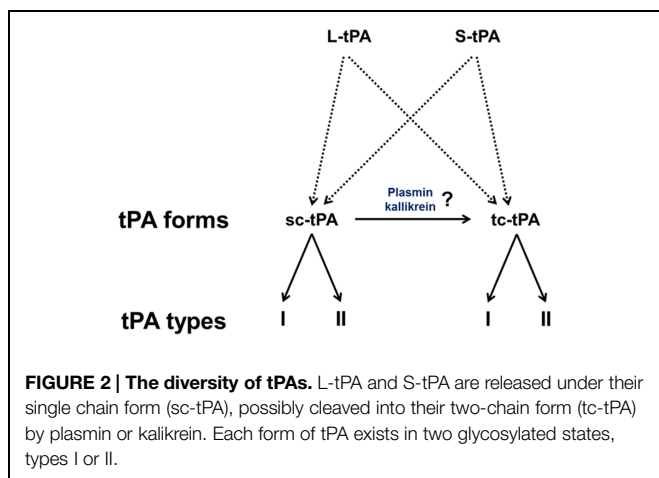 L-tPA S-tPA
Plasmin
kallikrein ?
tPA forms sc-tPA tc-tPA
tPA types I II I II
FIGURE 2 | The diversity of tPAs. L-tPA and S-tPA are released under their
single chain form (sc-tPA), possibly cleaved into their two-chain form (tc-tPA)
by plasmin or kalikrein. Each form of tPA exists in two glycosylated states,
types I or II.